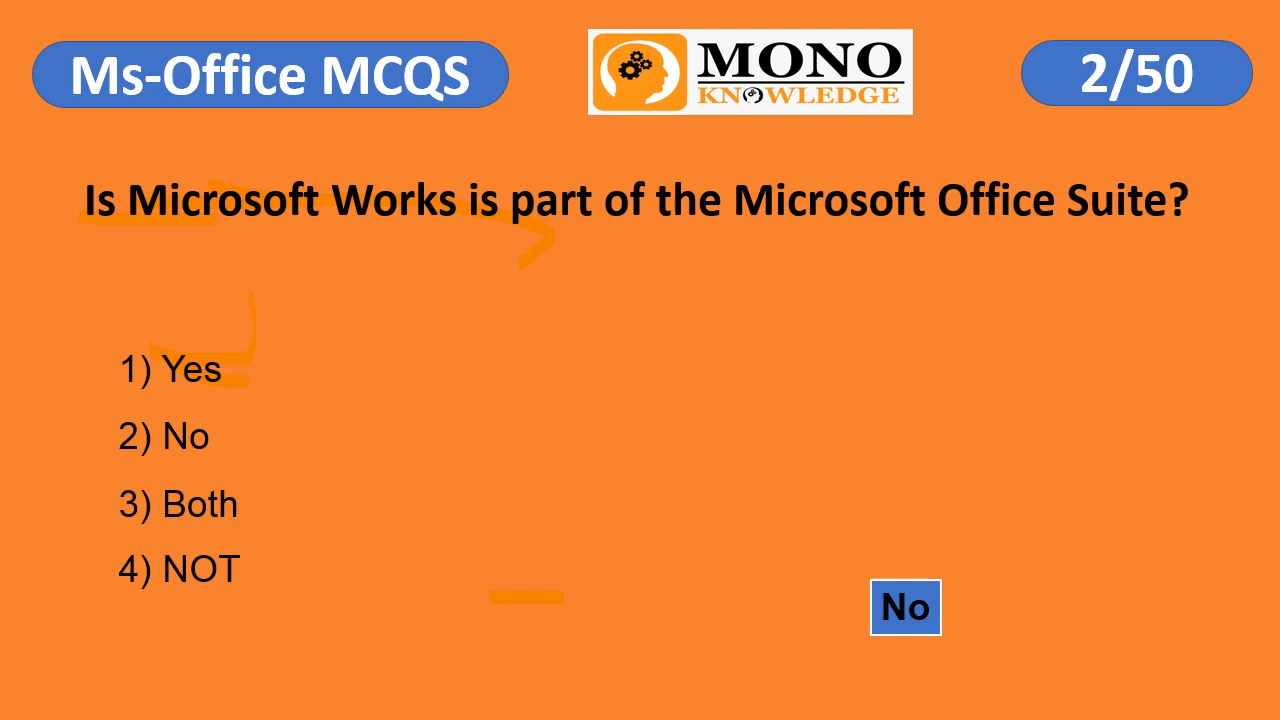 Ms-Office MCQS
MONO
KNOWLEDGE
2/50
Is Microsoft Works is part of the Microsoft Office Suite?
1) Yes
2) No
3) Both
4) NOT
No